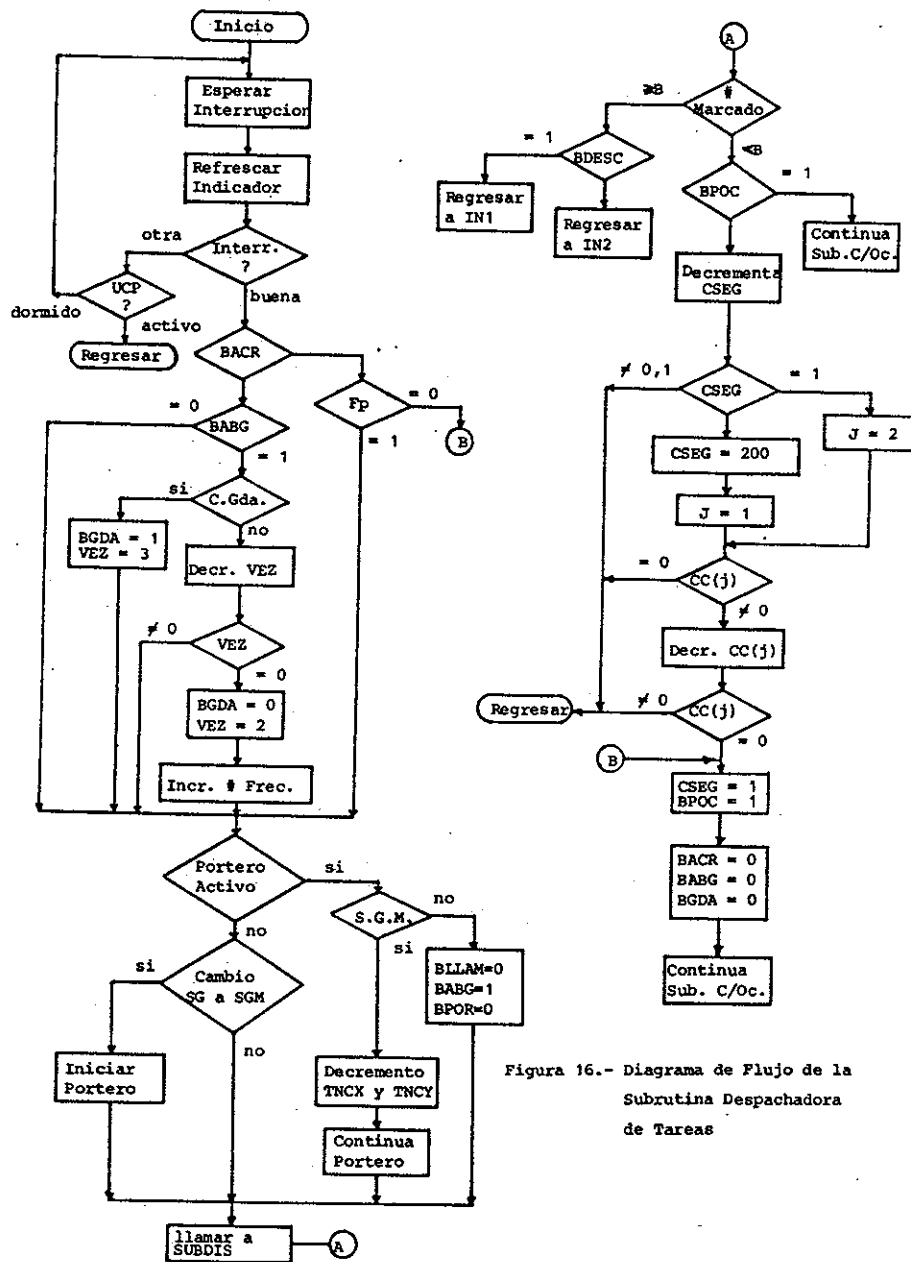 Inicio
Esperar
Interrupcion
Refrescar
Indicador
otra
Interr.
?
UCP
?
buena
dormido
activo
Regresar
BACR
= 0
BABG
Fp
= 0
B
= 1
= 1
si
C.Gda.
no
BGDA = 1
VEZ = 3
Decr. VEZ
≠ 0
VEZ
= 0
BGDA = 0
VEZ = 2
Incr. # Frec.
Portero
Activo
si
S.G.M.
no
no
si
BLLAM=0
BABG=1
BPOR=0
si
Cambio
SG a SGM
no
Iniciar
Portero
Decremento
TNCX y TNCY
Continua
Portero
llamar a
SUBDIS
A
A
#
Marcado
≥B
<B
= 1
BDESC
Regresar
a IN1
Regresar
a IN2
BPOC
= 1
Continua
Sub.C/Oc.
Decrementa
CSEG
≠ 0,1
CSEG
= 1
J = 2
CSEG = 200
J = 1
= 0
CC(j)
≠ 0
Decr. CC(j)
Regresar
≠ 0
CC(j)
= 0
B
CSEG = 1
BPOC = 1
BACR = 0
BABG = 0
BGDA = 0
Continua
Sub. C/Oc.
Figura 16.- Diagrama de Flujo de la
Subrutina Despachadora
de Tareas